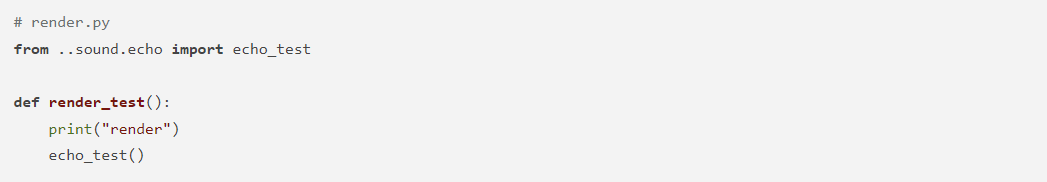 # render.py
from ..sound.echo import echo_test

def render_test():
    print("render")
    echo_test()